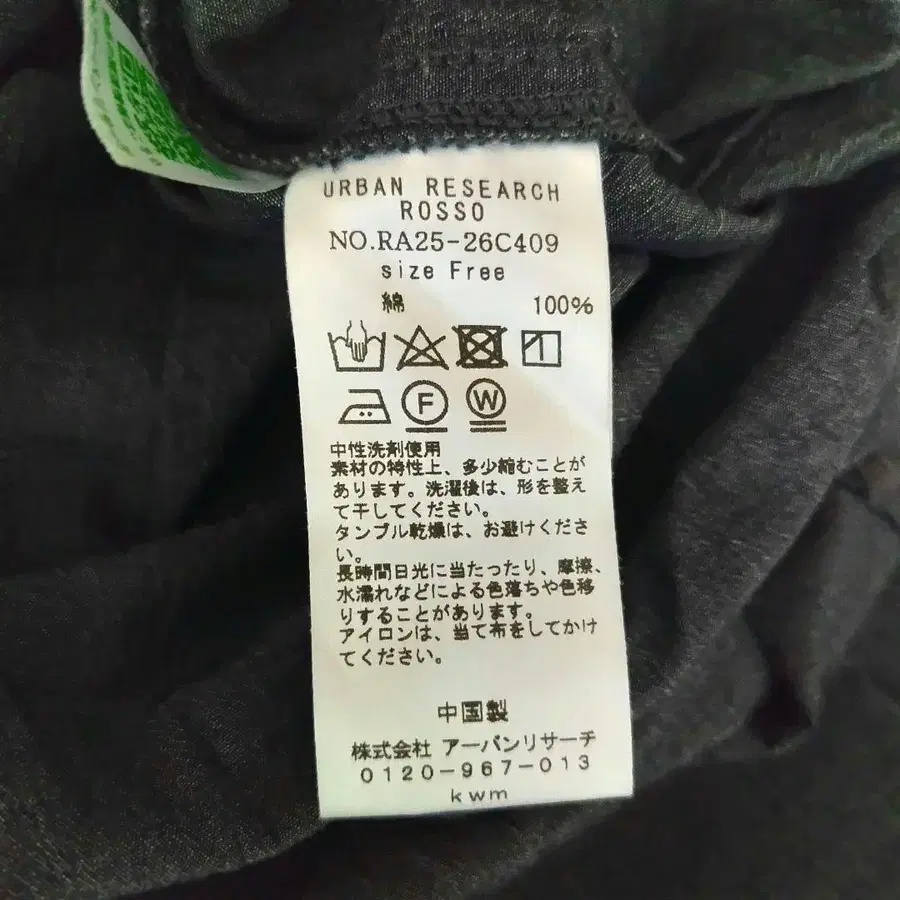 URBAN RESEARCH
ROSSO
NO.RA25-26C409
size Free
綿 100%
F W
中性洗剤使用
素材の特性上、多少縮むことが
あります。洗濯後は、形を整え
て干してください。
タンブル乾燥は、お避けくださ
い。
長時間日光に当たったり、摩擦、
水濡れなどによる色落ちや色移
りすることがあります。
アイロンは、当て布をしてかけ
てください。
中国製
株式会社 アーバンリサーチ
0120-967-013
kwm